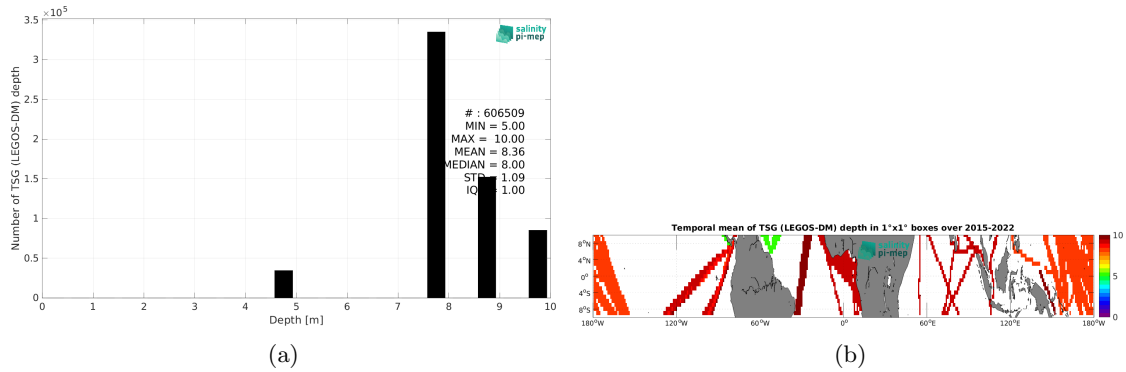 ×10⁵
3.5
3
2.5
2
1.5
1
0.5
0
Number of TSG (LEGOS-DM) depth
salinity
pi-mep
# : 606509
MIN = 5.00
MAX = 10.00
MEAN = 8.36
MEDIAN = 8.00
STD = 1.09
IQ = 1.00
0 1 2 3 4 5 6 7 8 9 10
Depth [m]
(a)
Temporal mean of TSG (LEGOS-DM) depth in 1°x1° boxes over 2015-2022
salinity
pi-mep
8°N
4°N
0°
4°S
8°S
180°W 120°W 60°W 0° 60°E 120°E 180°W
10
5
0
(b)